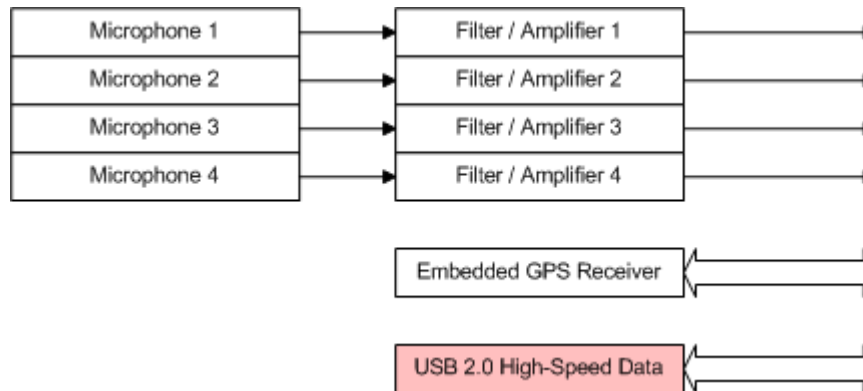 Microphone 1
Filter / Amplifier 1
Microphone 2
Filter / Amplifier 2
Microphone 3
Filter / Amplifier 3
Microphone 4
Filter / Amplifier 4
Embedded GPS Receiver
USB 2.0 High-Speed Data